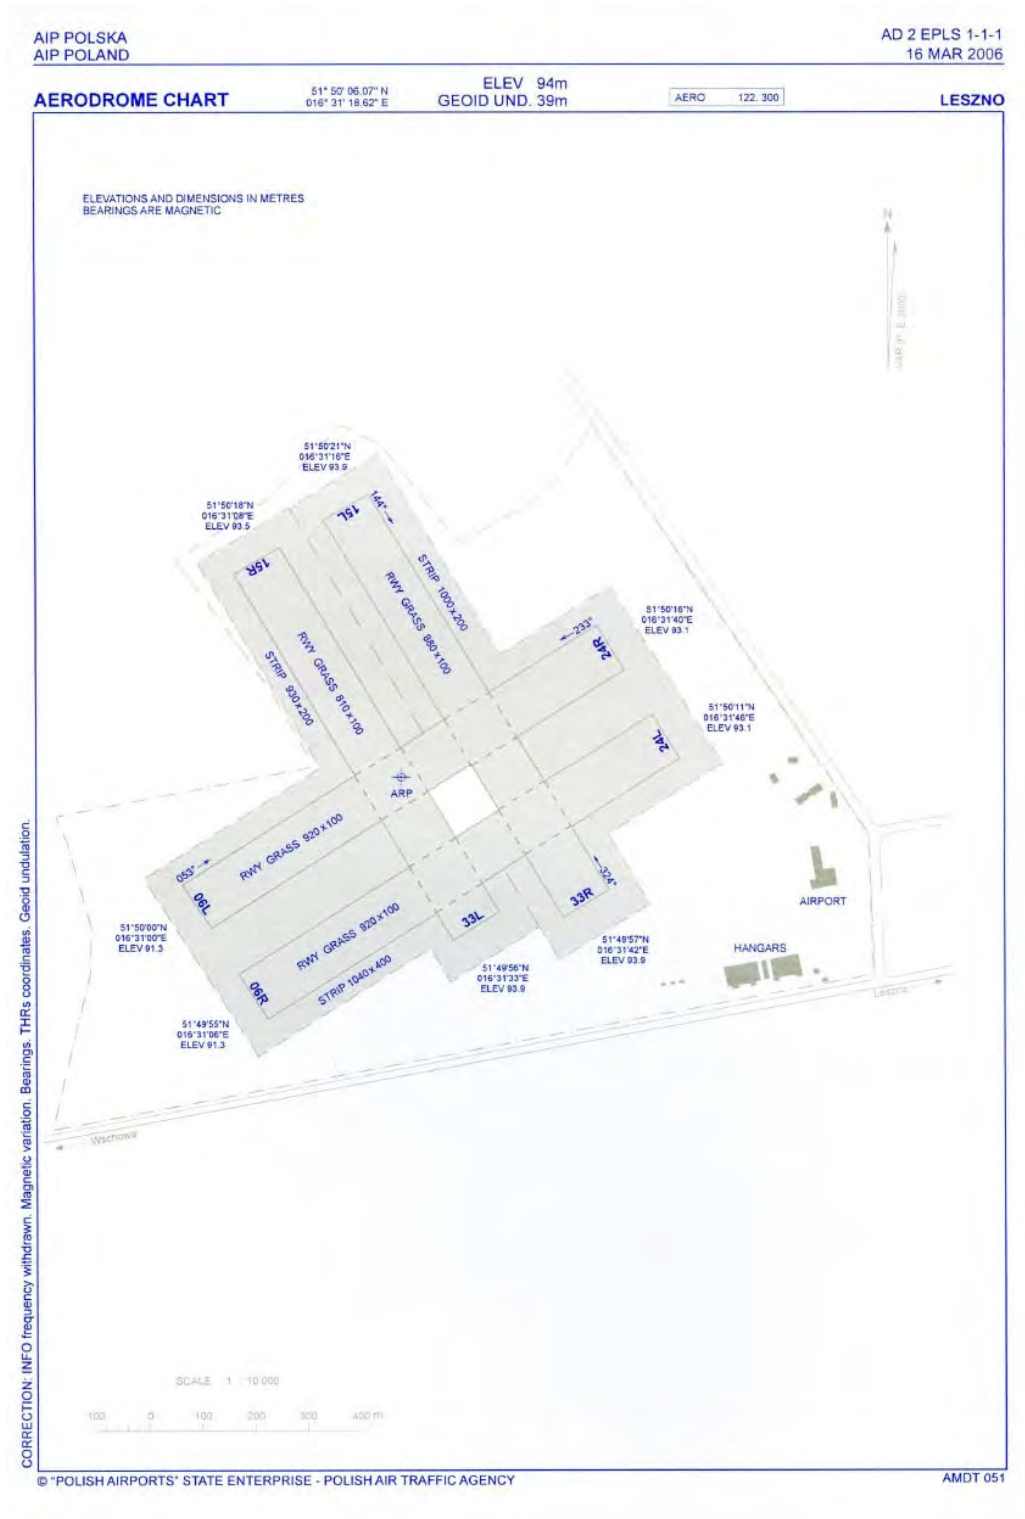 AIP POLSKA
AIP POLAND
AD 2 EPLS 1-1-1
16 MAR 2006
AERODROME CHART
51° 50' 06.07" N
016° 31' 18.62" E
ELEV 94m
GEOID UND. 39m
AERO 122.300
LESZNO
ELEVATIONS AND DIMENSIONS IN METRES
BEARINGS ARE MAGNETIC
N
51°50'21"N
016°31'16"E
ELEV 93.9
51°50'18"N
016°31'08"E
ELEV 93.5
15L
144°
15R
STRIP 1000x200
RWY GRASS 880x100
RWY GRASS 810x100
STRIP 930x200
51°50'16"N
016°31'40"E
ELEV 93.1
233°
24R
51°50'11"N
016°31'46"E
ELEV 93.1
24L
ARP
RWY GRASS 920x100
053°
06L
RWY GRASS 920x100
STRIP 1040x400
06R
33L
33R
324°
AIRPORT
HANGARS
51°50'00"N
016°31'00"E
ELEV 91.3
51°49'57"N
016°31'42"E
ELEV 93.9
51°49'56"N
016°31'33"E
ELEV 93.9
51°49'55"N
016°31'06"E
ELEV 91.3
Leszno
Wschowa
SCALE 1 : 10 000
100 0 100 200 300 400 m
CORRECTION: INFO frequency withdrawn. Magnetic variation. Bearings. THRs coordinates. Geoid undulation.
© "POLISH AIRPORTS" STATE ENTERPRISE - POLISH AIR TRAFFIC AGENCY
AMDT 051